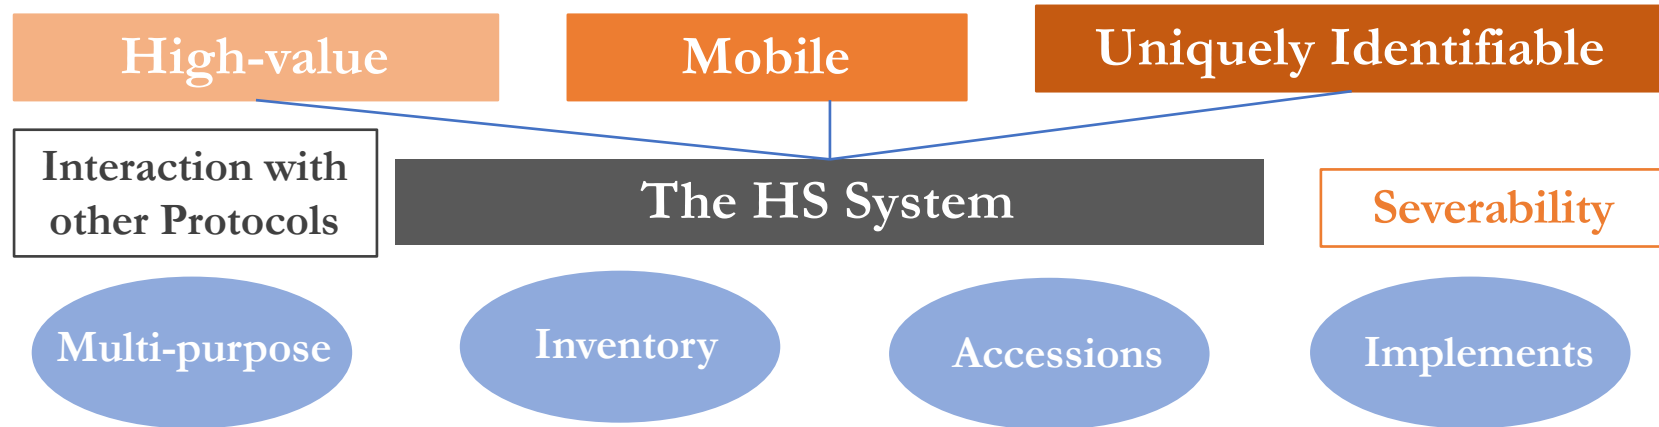 High-value
Mobile
Uniquely Identifiable
Interaction with
other Protocols
The HS System
Severability
Multi-purpose
Inventory
Accessions
Implements